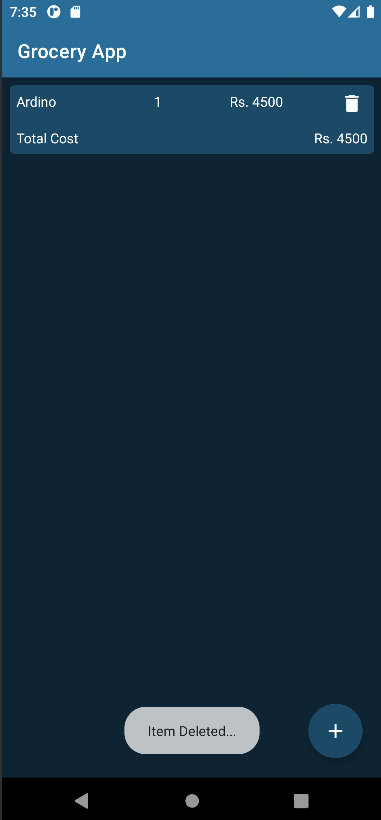 7:35
Grocery App
Ardino 1 Rs. 4500
Total Cost Rs. 4500
Item Deleted...
+